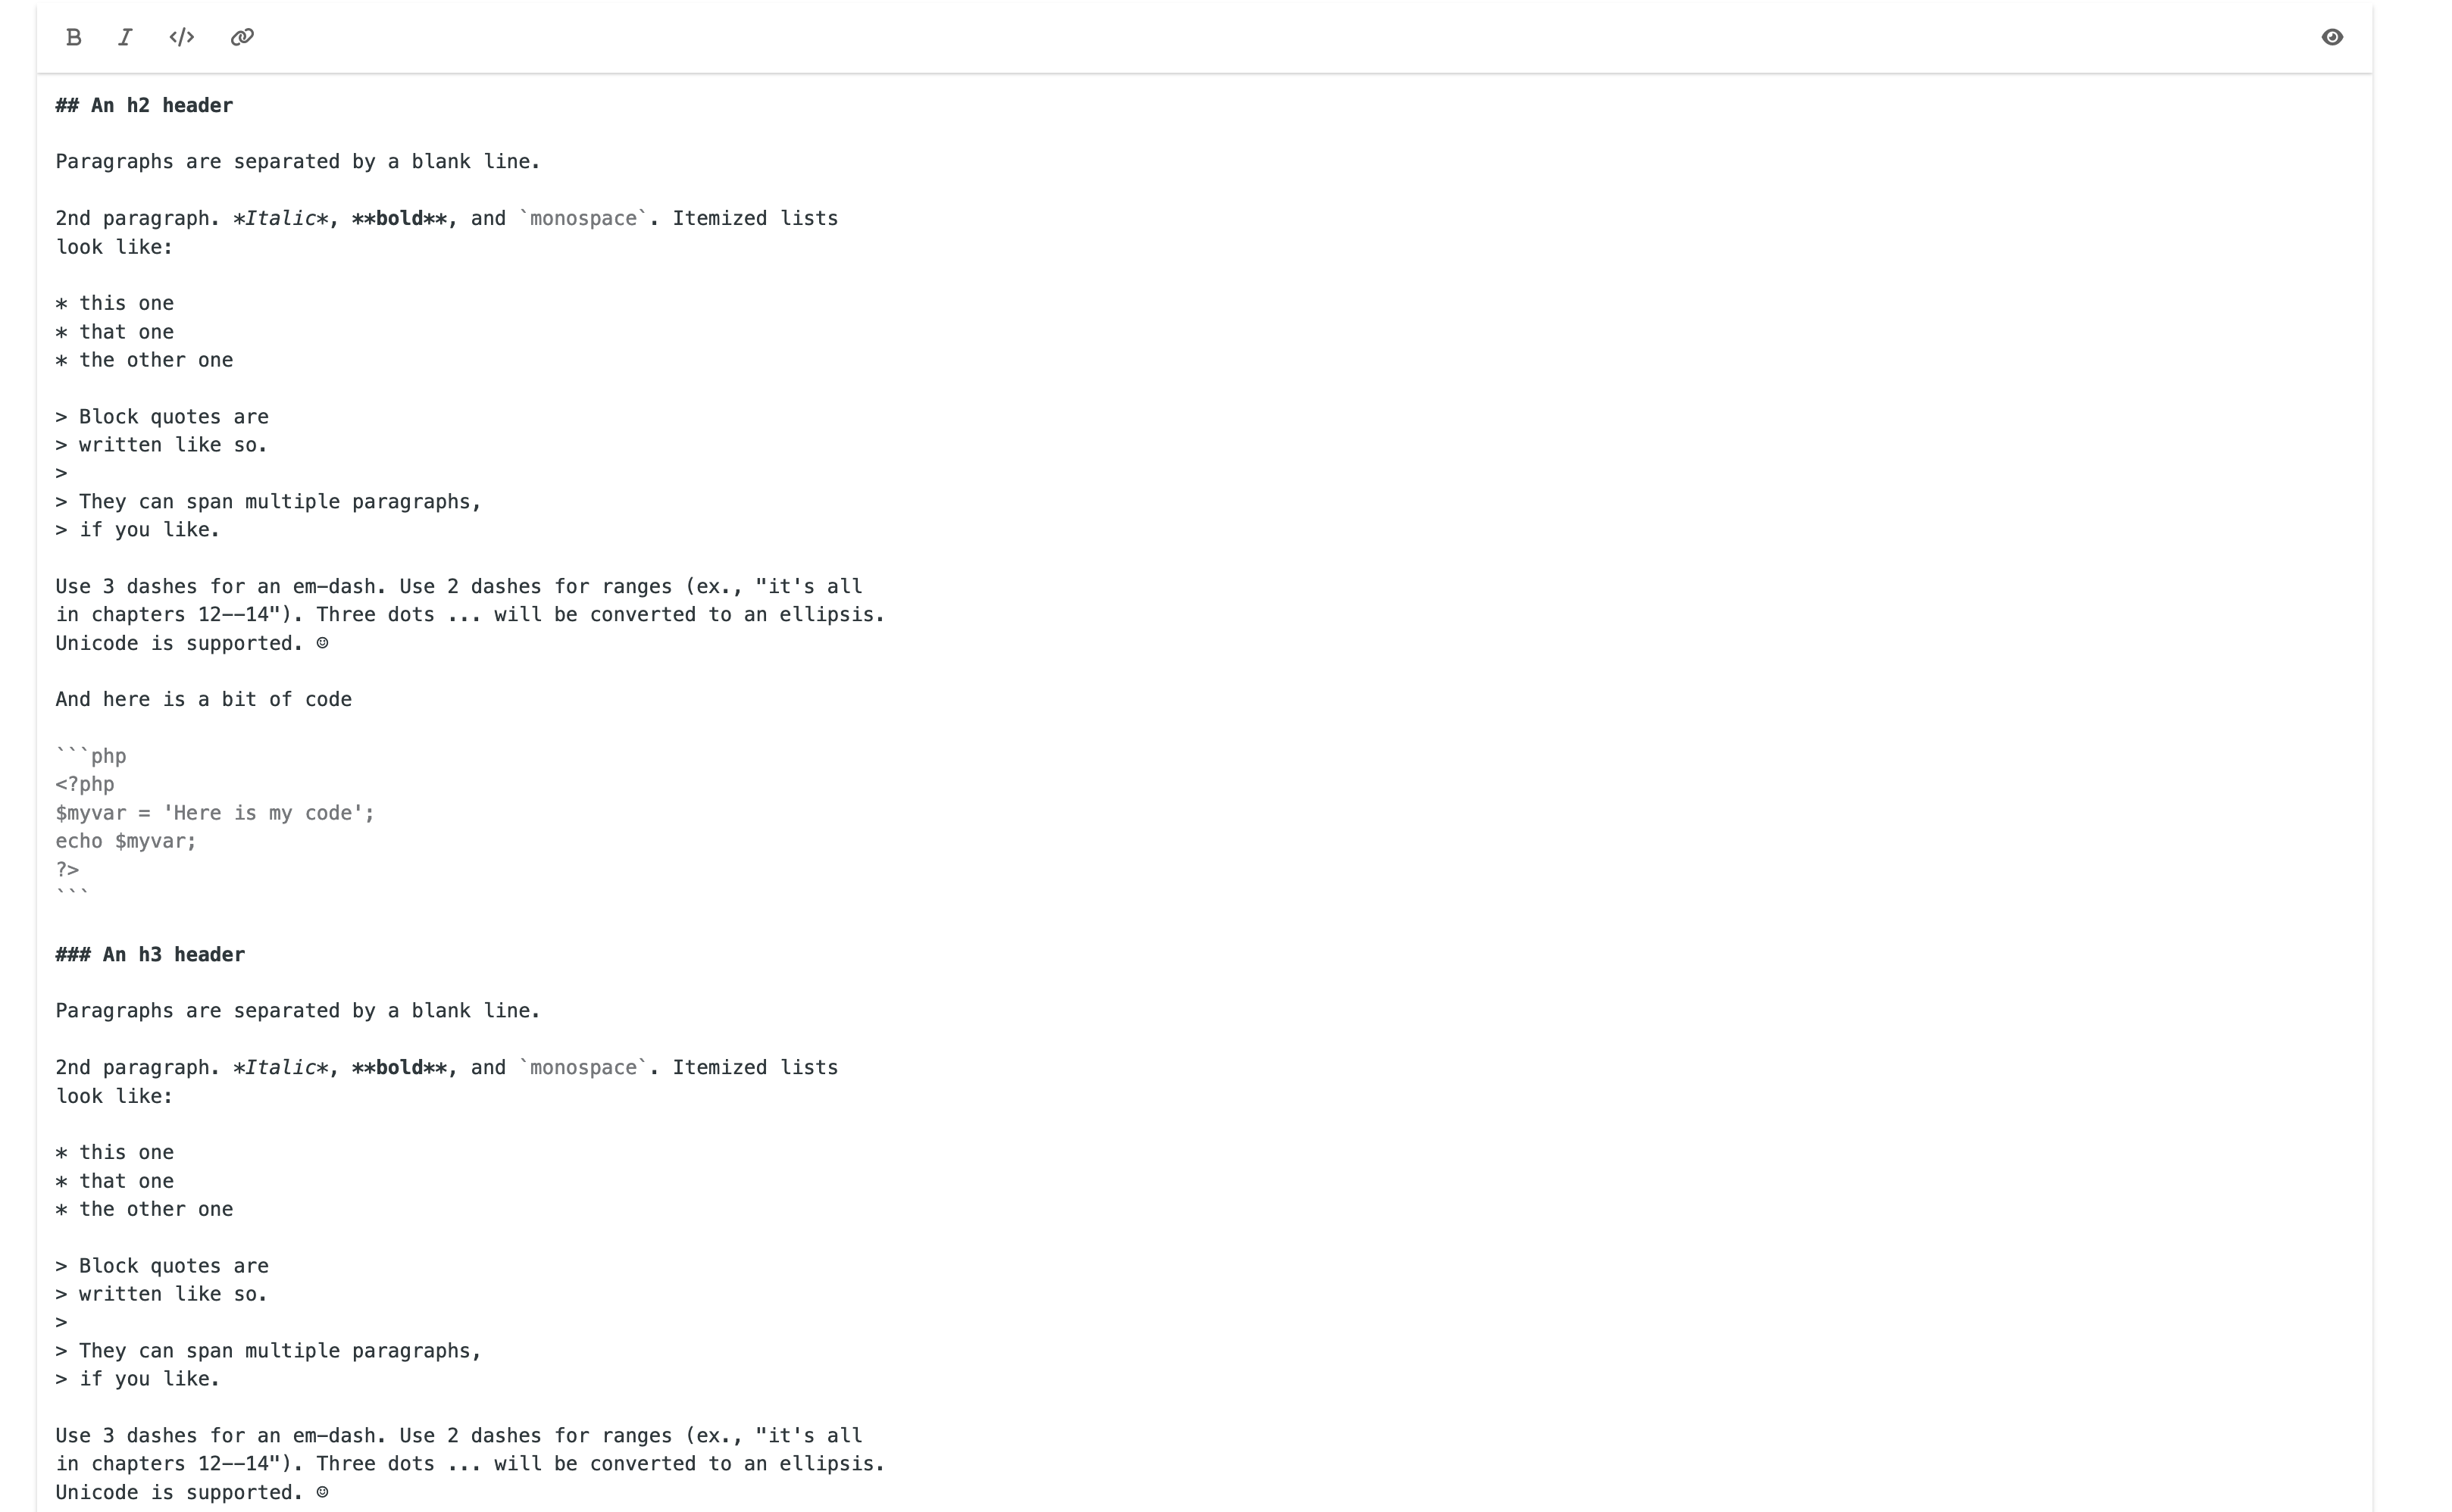 ## An h2 header
Paragraphs are separated by a blank line.
2nd paragraph. *Italic*, **bold**, and `monospace`. Itemized lists
look like:
* this one
* that one
* the other one
> Block quotes are
> written like so.
>
> They can span multiple paragraphs,
> if you like.
Use 3 dashes for an em-dash. Use 2 dashes for ranges (ex., "it's all
in chapters 12--14"). Three dots ... will be converted to an ellipsis.
Unicode is supported. ☺
And here is a bit of code
```php
<?php
$myvar = 'Here is my code';
echo $myvar;
?>
```
### An h3 header
Paragraphs are separated by a blank line.
2nd paragraph. *Italic*, **bold**, and `monospace`. Itemized lists
look like:
* this one
* that one
* the other one
> Block quotes are
> written like so.
>
> They can span multiple paragraphs,
> if you like.
Use 3 dashes for an em-dash. Use 2 dashes for ranges (ex., "it's all
in chapters 12--14"). Three dots ... will be converted to an ellipsis.
Unicode is supported. ☺